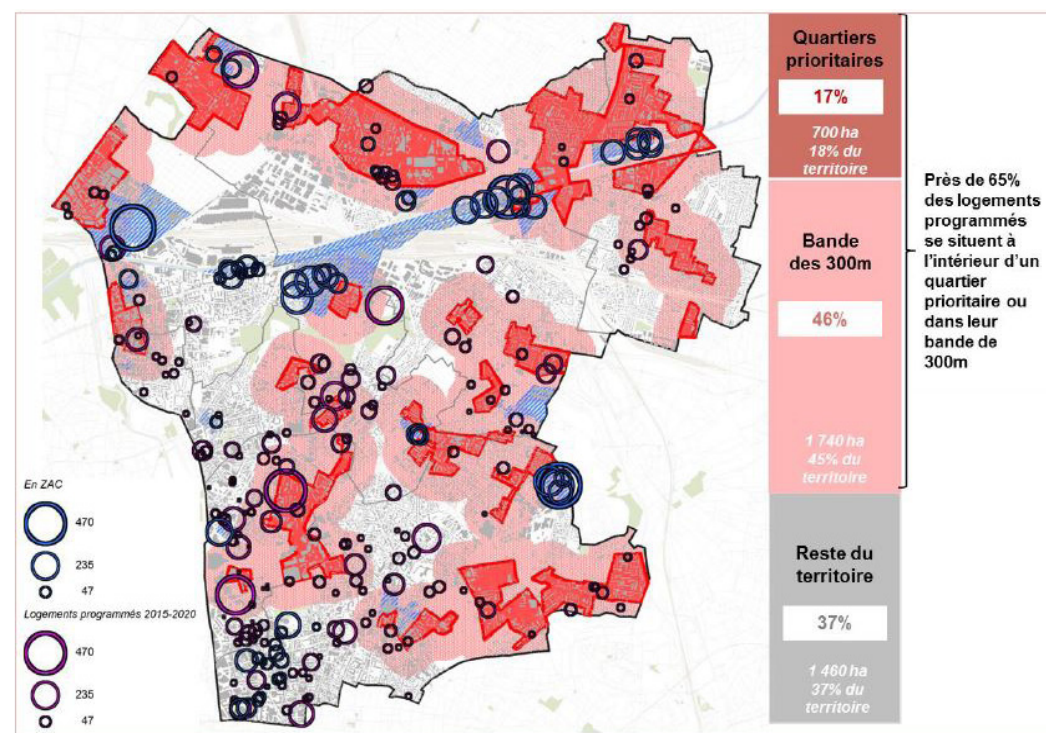 Quartiers
prioritaires
17%
700 ha
18% du
territoire
Bande
des 300m
46%
1 740 ha
45% du
territoire
Reste du
territoire
37%
1 460 ha
37% du
territoire
Près de 65%
des logements
programmés
se situent à
l'intérieur d'un
quartier
prioritaire ou
dans leur
bande de
300m
En ZAC
470
235
47
Logements programmés 2015-2020
470
235
47